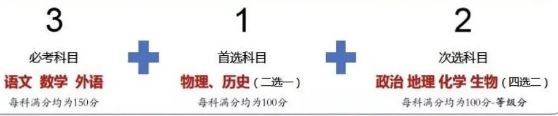 3
必考科目
语文 数学 外语
每科满分均为150分
+
1
首选科目
物理、历史（二选一）
每科满分均为100分
+
2
次选科目
政治 地理 化学 生物（四选二）
每科满分均为100分-等级分